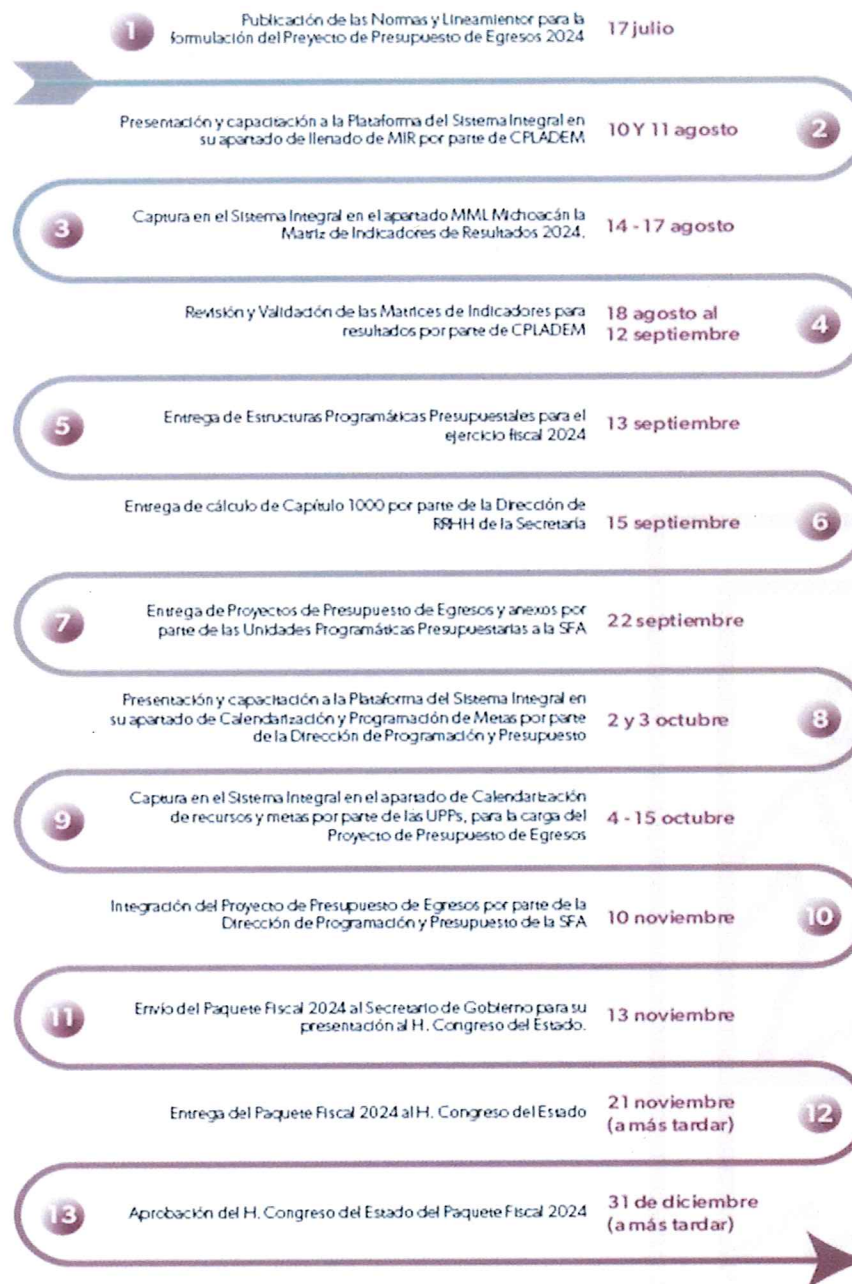 1
Publicación de las Normas y Lineamientor para la
formulación del Preyecto de Presupuesto de Egresos 2024
17 julio
Presentación y capacitación a la Plataforma del Sistema Integral en
su apartado de llenado de MIR por parte de CPLADEM
10 Y 11 agosto
2
3
Captura en el Sistema Integral en el apartado MML Michoacán la
Matriz de Indicadores de Resultados 2024.
14 - 17 agosto
Revisión y Validación de las Matrices de Indicadores para
resultados por parte de CPLADEM
18 agosto al
12 septiembre
4
5
Entrega de Estructuras Programáticas Presupuestales para el
ejercicio fiscal 2024
13 septiembre
Entrega de cálculo de Capítulo 1000 por parte de la Dirección de
RRHH de la Secretaría
15 septiembre
6
7
Entrega de Proyectos de Presupuesto de Egresos y anexos por
parte de las Unidades Programáticas Presupuestarias a la SFA
22 septiembre
Presentación y capacitación a la Plataforma del Sistema Integral en
su apartado de Calendarización y Programación de Metas por parte
de la Dirección de Programación y Presupuesto
2 y 3 octubre
8
9
Captura en el Sistema Integral en el apartado de Calendarización
de recursos y metas por parte de las UPPs, para la carga del
Proyecto de Presupuesto de Egresos
4 - 15 octubre
Integración del Proyecto de Presupuesto de Egresos por parte de la
Dirección de Programación y Presupuesto de la SFA
10 noviembre
10
11
Envío del Paquete Fiscal 2024 al Secretario de Gobierno para su
presentación al H. Congreso del Estado.
13 noviembre
Entrega del Paquete Fiscal 2024 al H. Congreso del Estado
21 noviembre
(a más tardar)
12
13
Aprobación del H. Congreso del Estado del Paquete Fiscal 2024
31 de diciembre
(a más tardar)